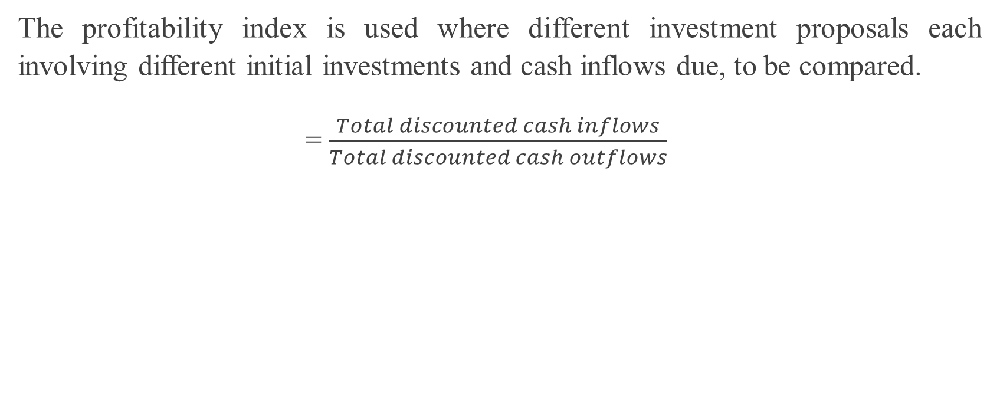 The profitability index is used where different investment proposals each
involving different initial investments and cash inflows due, to be compared.
= Total discounted cash inflows
Total discounted cash outflows